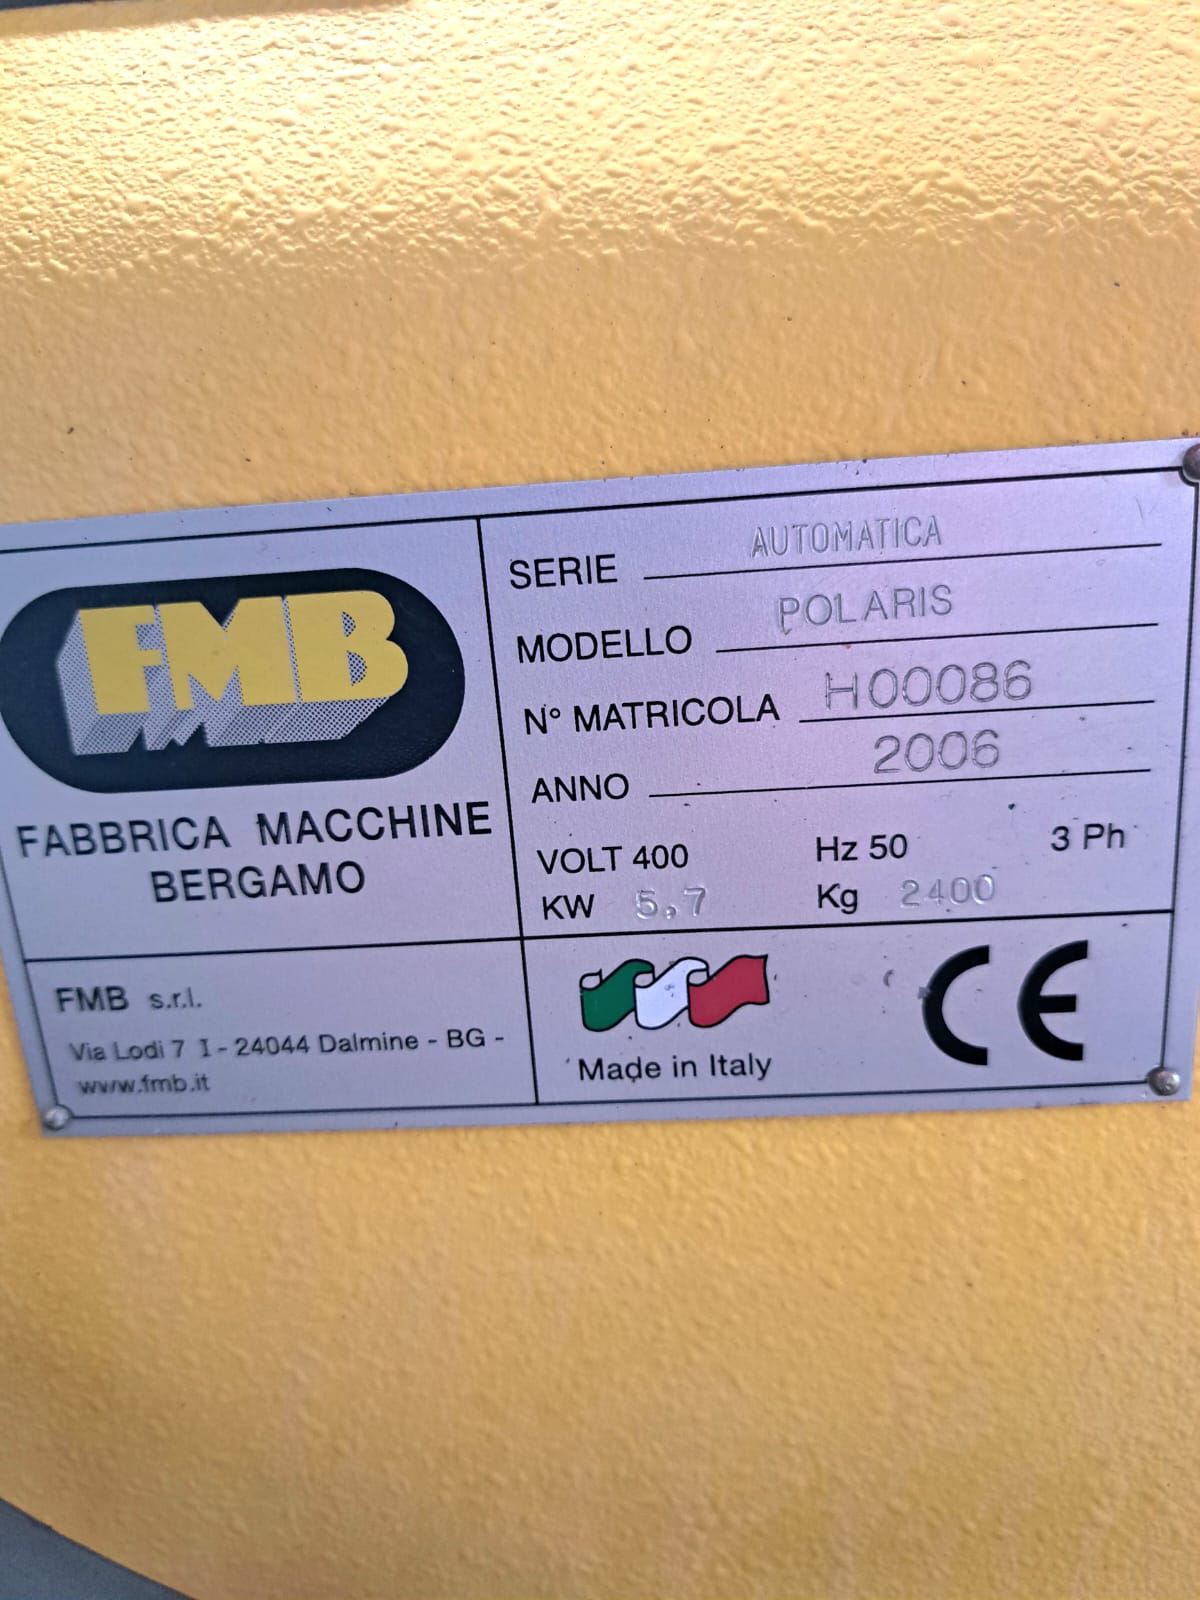 FMB
FABBRICA MACCHINE
BERGAMO
FMB s.r.l.
Via Lodi 7 I - 24044 Dalmine - BG -
www.fmb.it
SERIE AUTOMATICA
MODELLO POLARIS
N° MATRICOLA H00086
ANNO 2006
VOLT 400 Hz 50 3 Ph
KW 5,7 Kg 2400
Made in Italy
CE